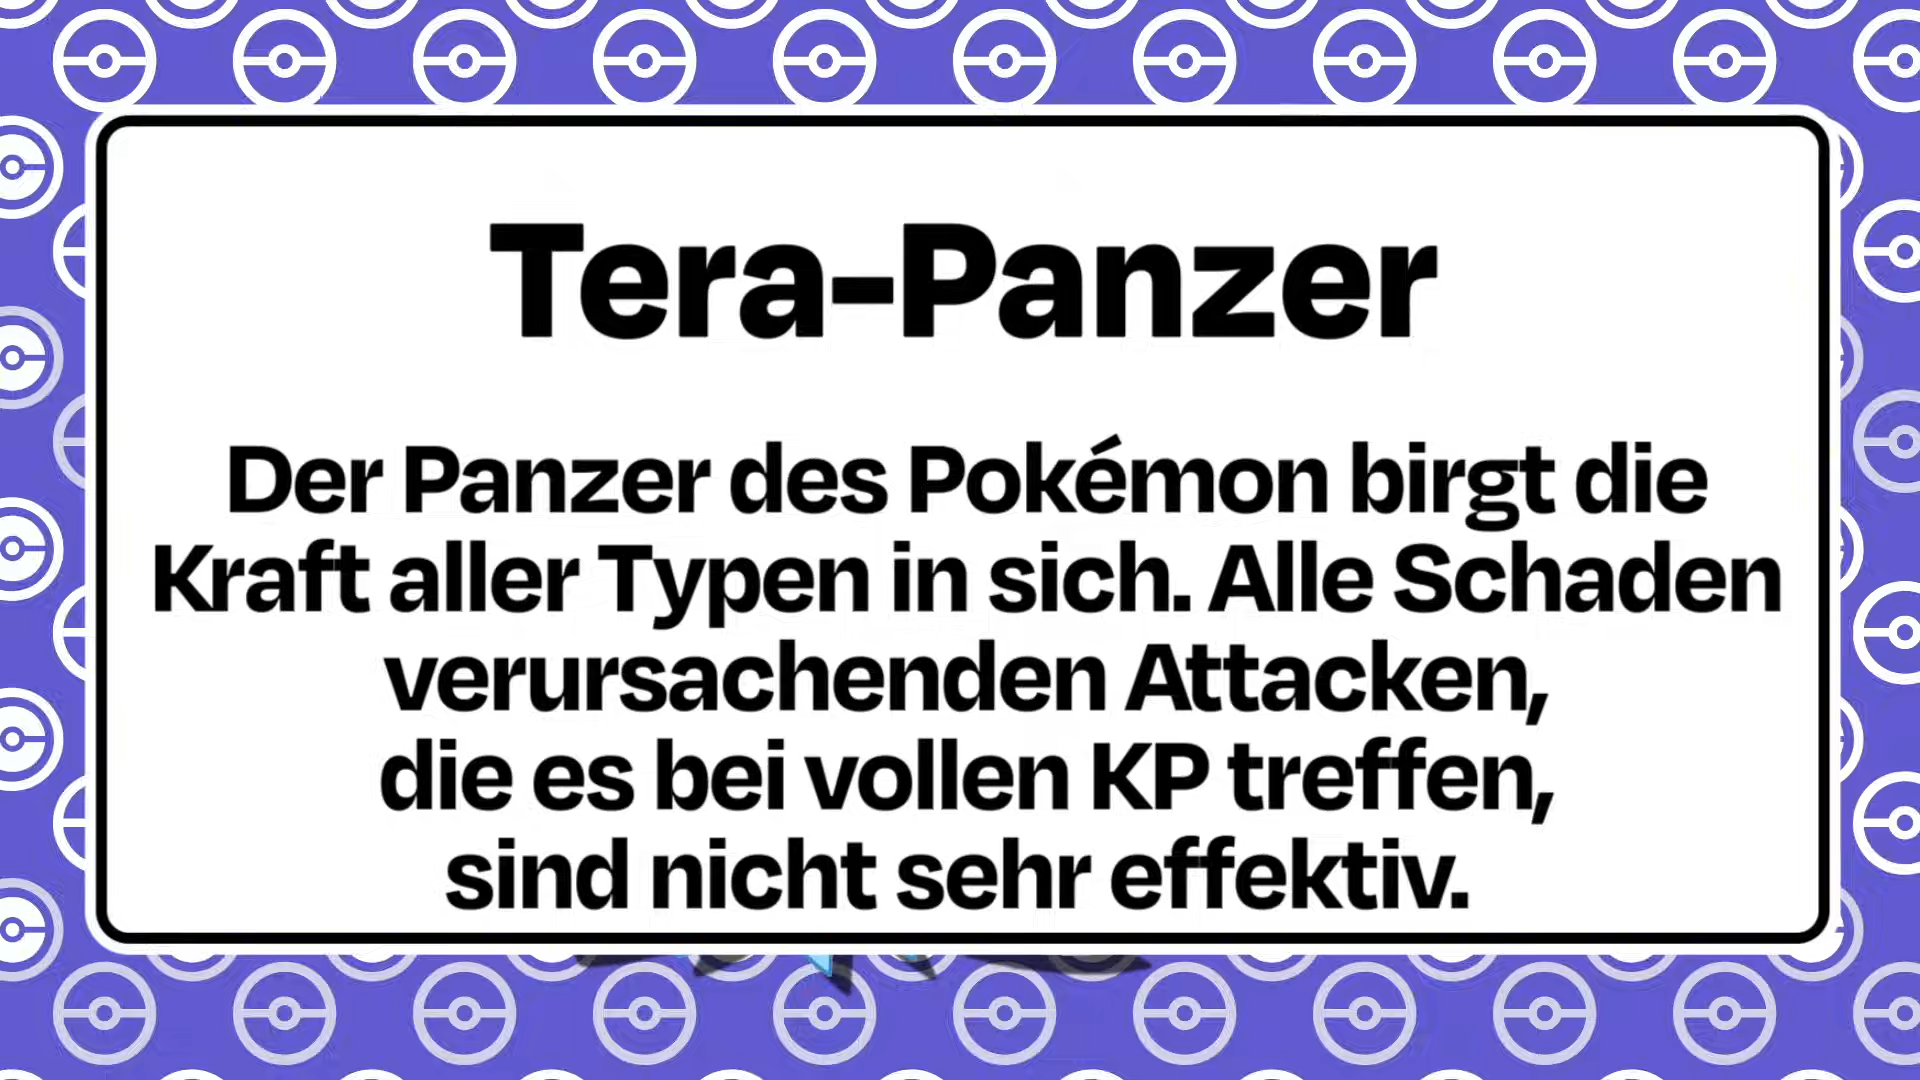 Tera-Panzer
Der Panzer des Pokémon birgt die
Kraft aller Typen in sich. Alle Schaden
verursachenden Attacken,
die es bei vollen KP treffen,
sind nicht sehr effektiv.